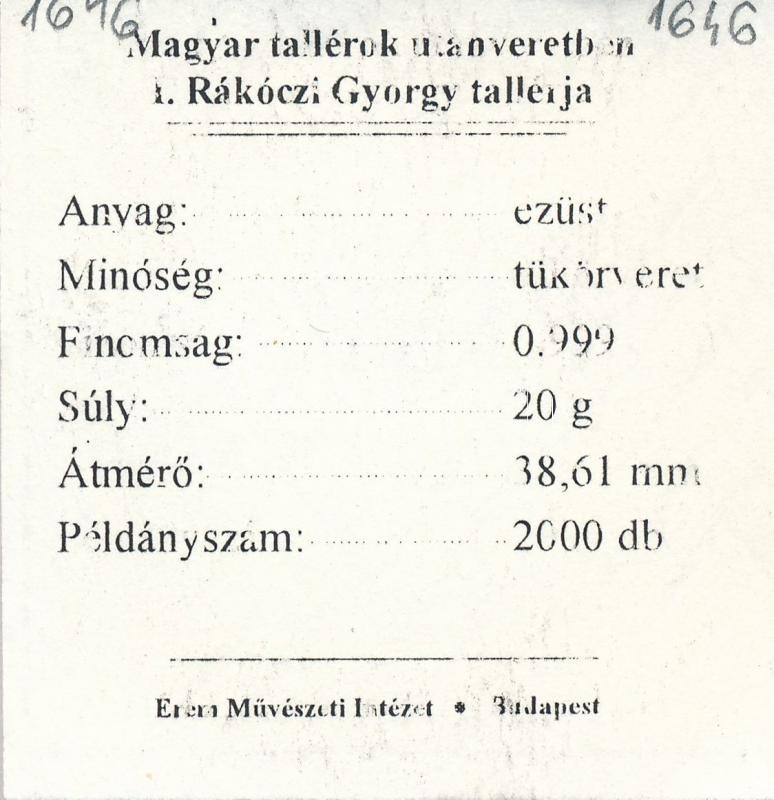 1646 1646
Magyar tallérok utánveretben
I. Rákóczi György tallérja
Anyag: ezüst
Minóség: tükörveret
Finomság: 0.999
Súly: 20 g
Átmérő: 38,61 mm
Példányszám: 2000 db
Érem Művészeti Intézet * Budapest